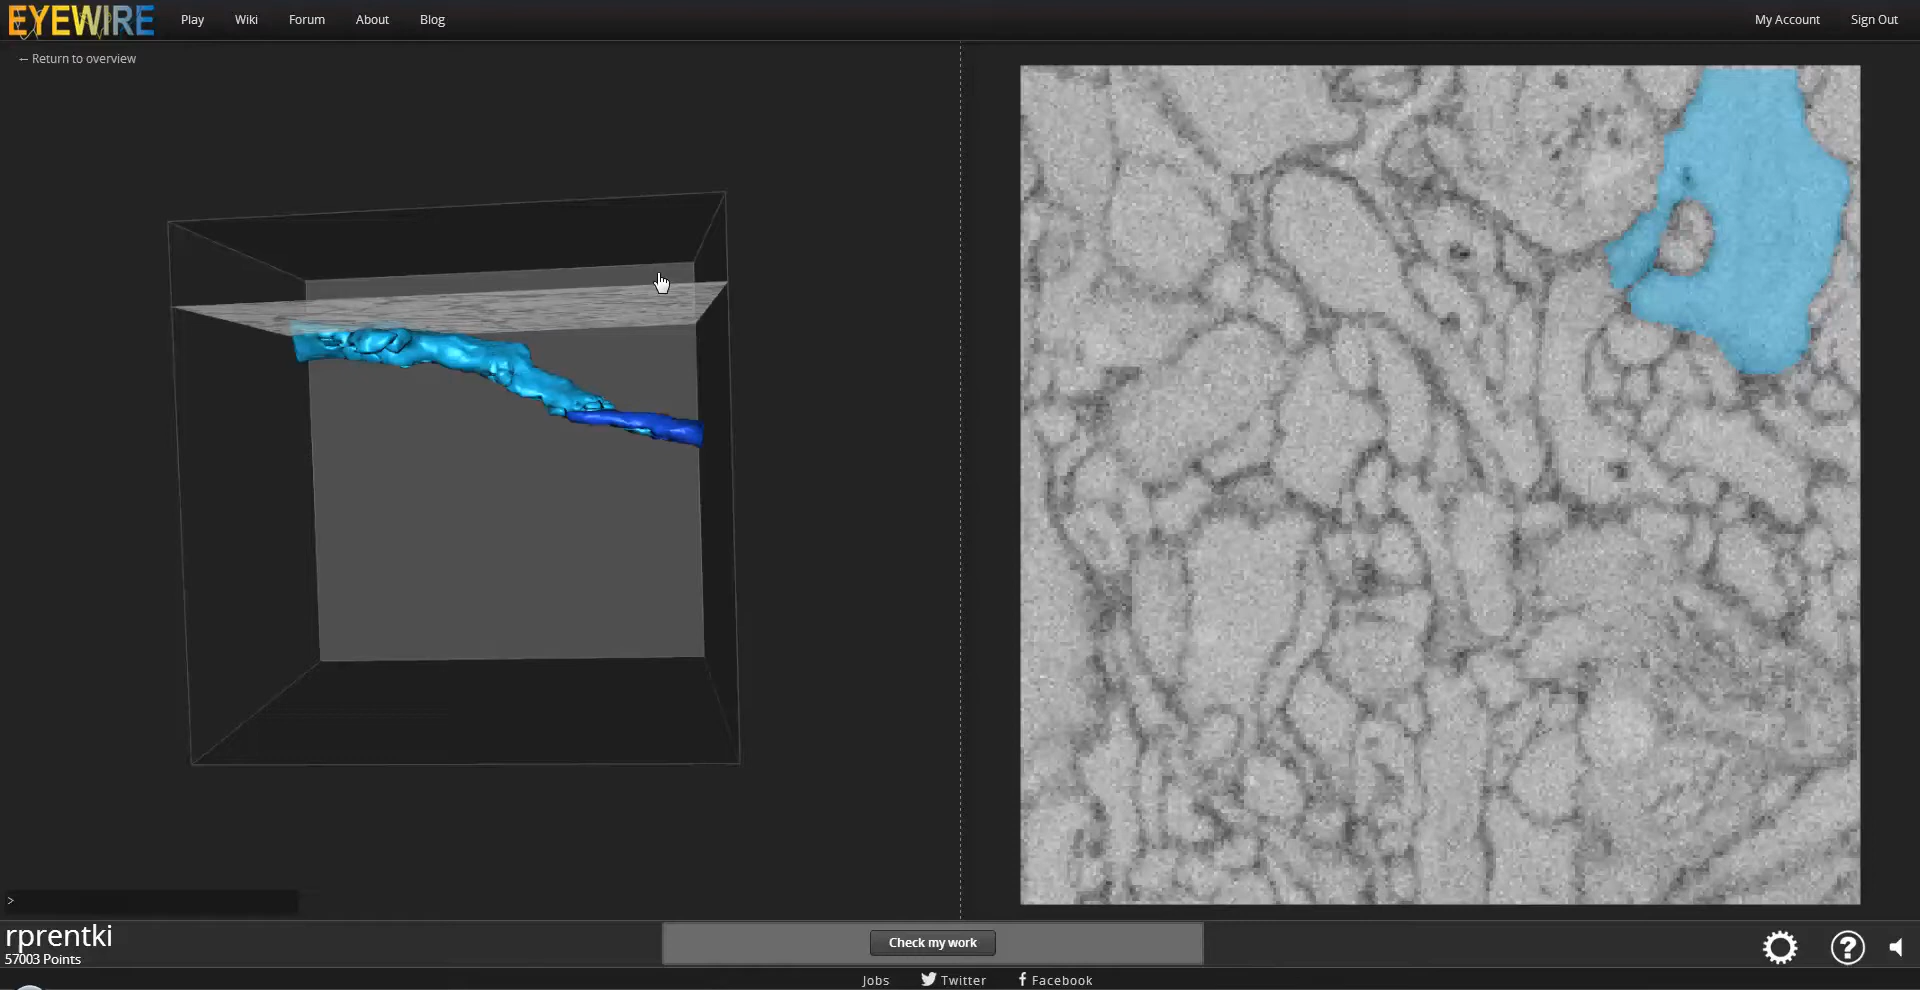 EYEWIRE Play Wiki Forum About Blog My Account Sign Out
← Return to overview
>
rprentki
57003 Points
Check my work
?
Jobs Twitter Facebook